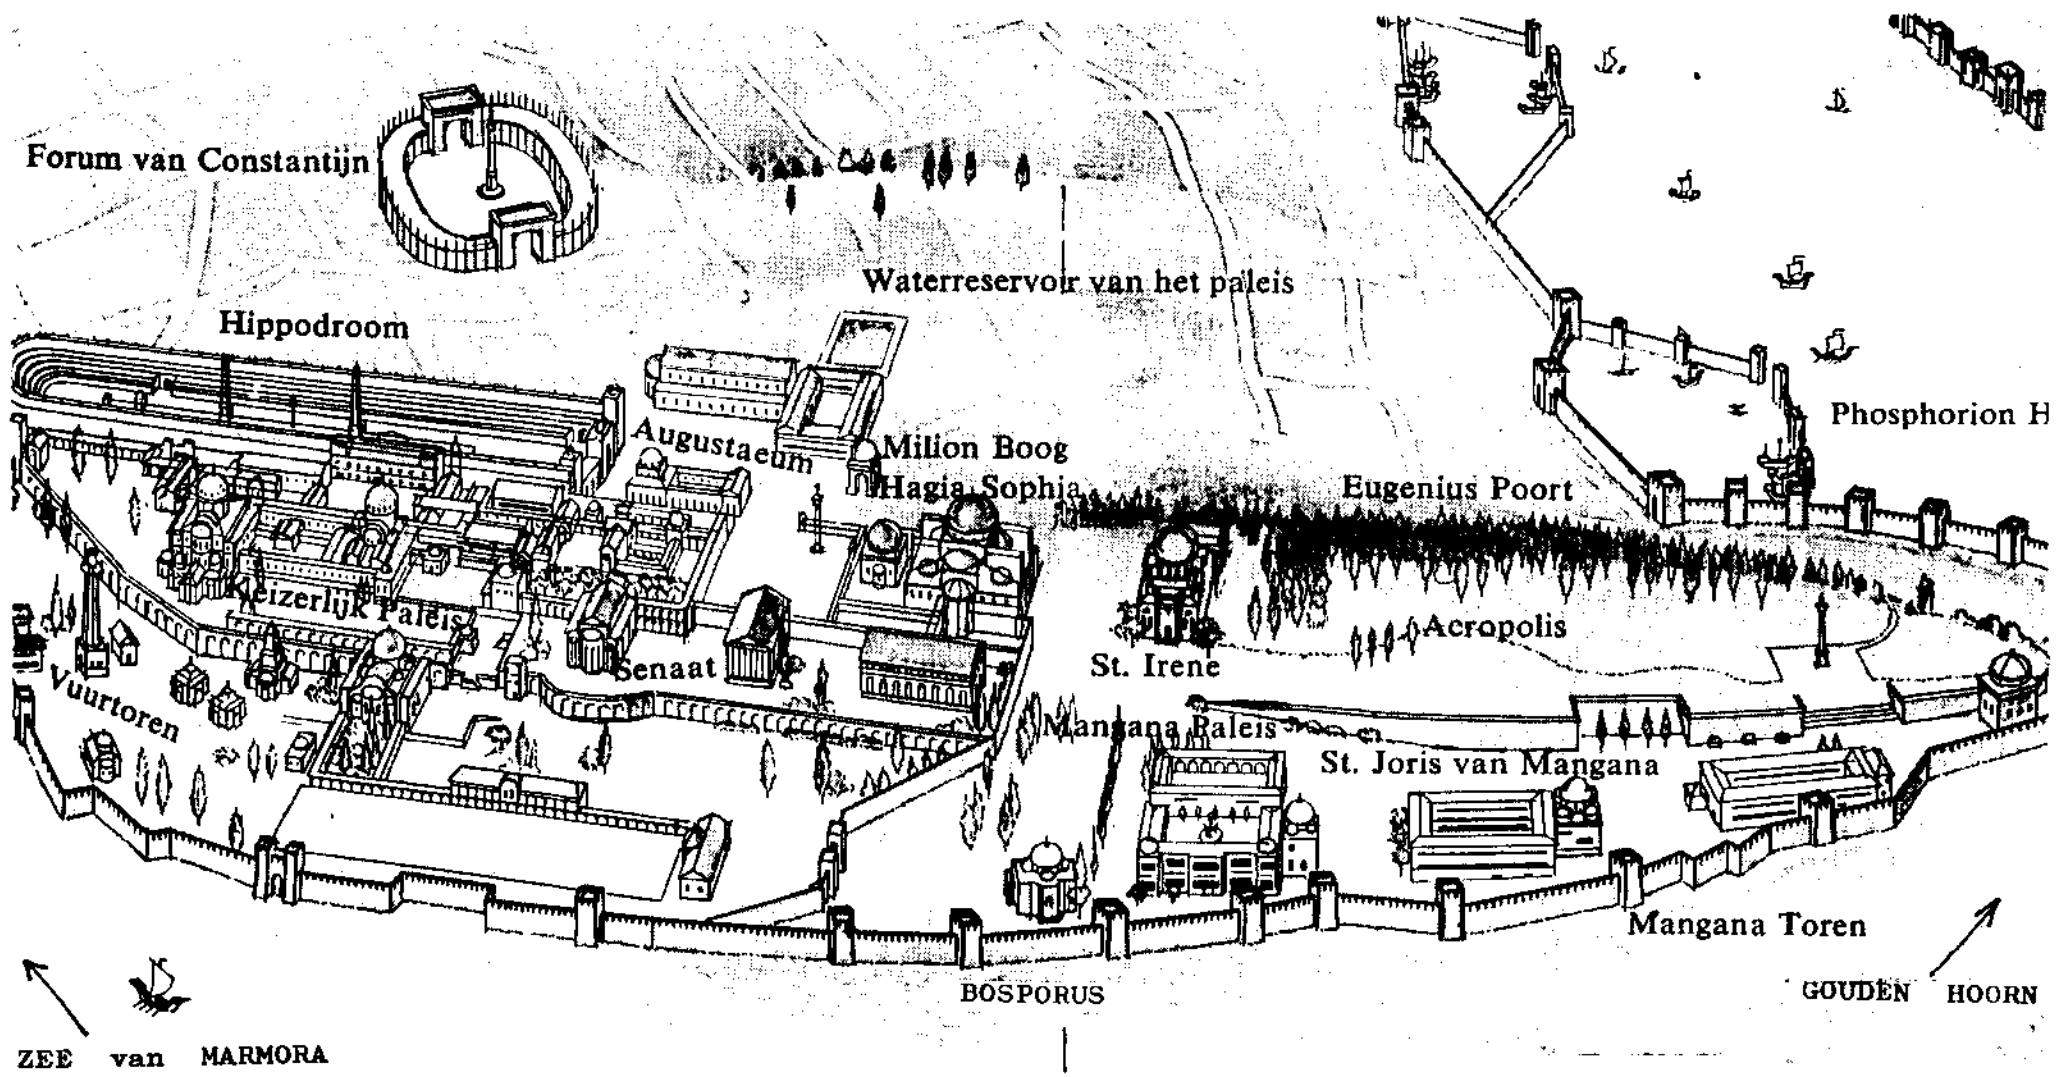 Forum van Constantijn
Waterreservoir van het paleis
Hippodroom
Phosphorion H
Augustaeum
Milion Boog
Hagia Sophia
Eugenius Poort
Keizerlijk Paleis
Acropolis
Senaat
St. Irene
Vuurtoren
Mangana Paleis
St. Joris van Mangana
Mangana Toren
BOSPORUS
GOUDEN HOORN
ZEE van MARMORA